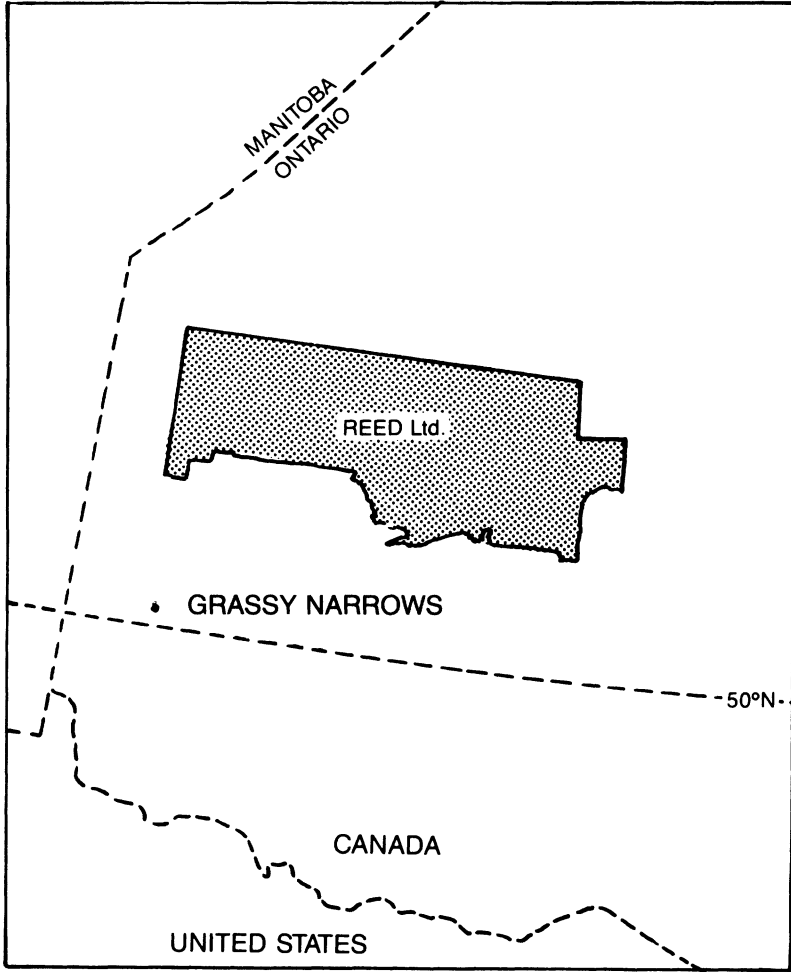 MANITOBA
ONTARIO
REED Ltd.
GRASSY NARROWS
50°N
CANADA
UNITED STATES